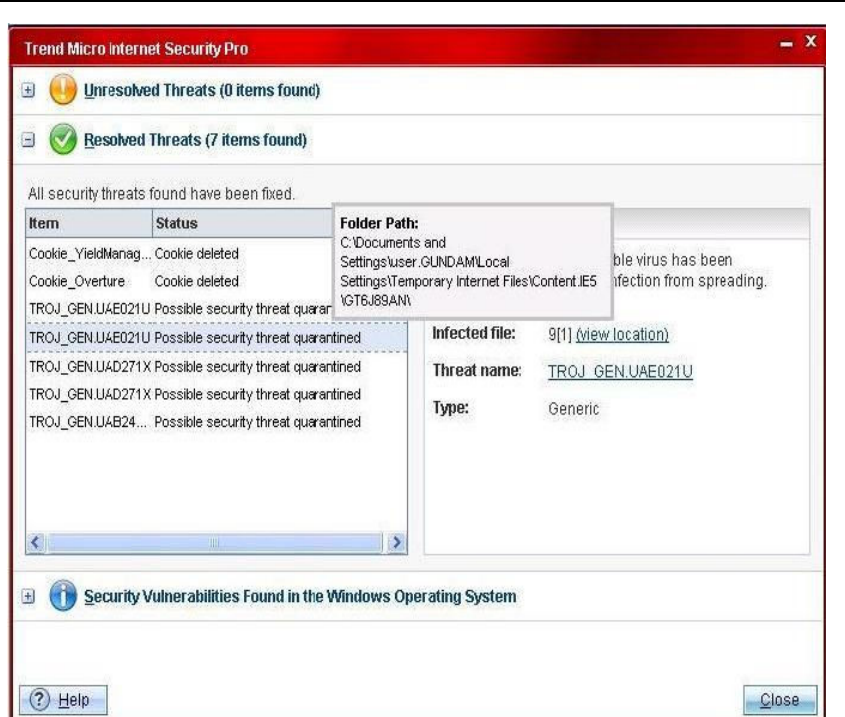 Trend Micro Internet Security Pro
Unresolved Threats (0 items found)
Resolved Threats (7 items found)
All security threats found have been fixed.
Item Status
Cookie_YieldManag... Cookie deleted
Cookie_Overture Cookie deleted
TROJ_GEN.UAE021U Possible security threat quaran
TROJ_GEN.UAE021U Possible security threat quarantined
TROJ_GEN.UAD271X Possible security threat quarantined
TROJ_GEN.UAD271X Possible security threat quarantined
TROJ_GEN.UAB24... Possible security threat quarantined
Folder Path:
C:\Documents and
Settings\user.GUNDAM\Local
Settings\Temporary Internet Files\Content.IE5
\GT6J89AN\
ble virus has been
nfection from spreading.
Infected file: 9[1] (view location)
Threat name: TROJ_GEN.UAE021U
Type: Generic
Security Vulnerabilities Found in the Windows Operating System
Help
Close